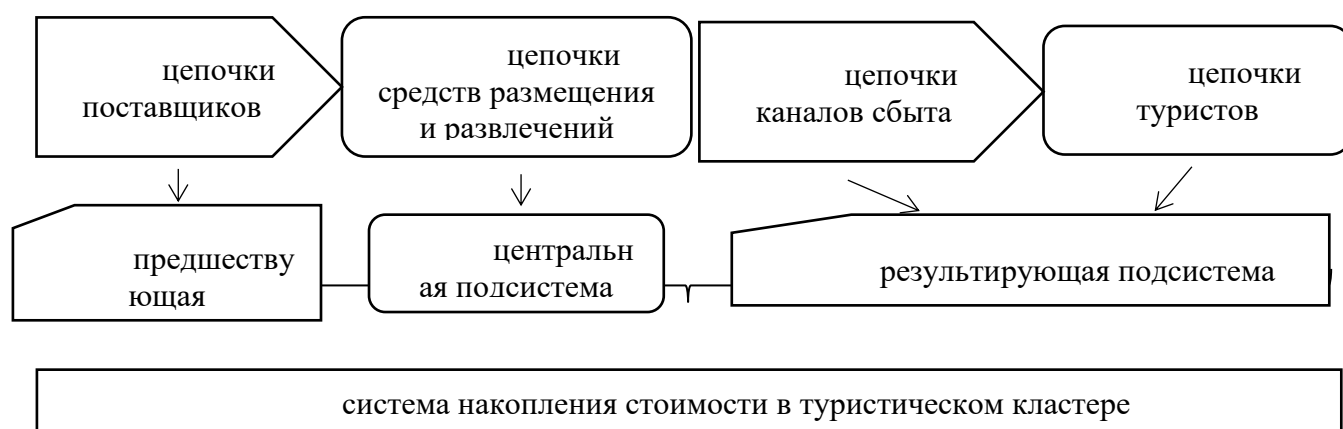 цепочки
поставщиков
цепочки
средств размещения
и развлечений
цепочки
каналов сбыта
цепочки
туристов
предшеству
ющая
центральн
ая подсистема
результирующая подсистема
система накопления стоимости в туристическом кластере